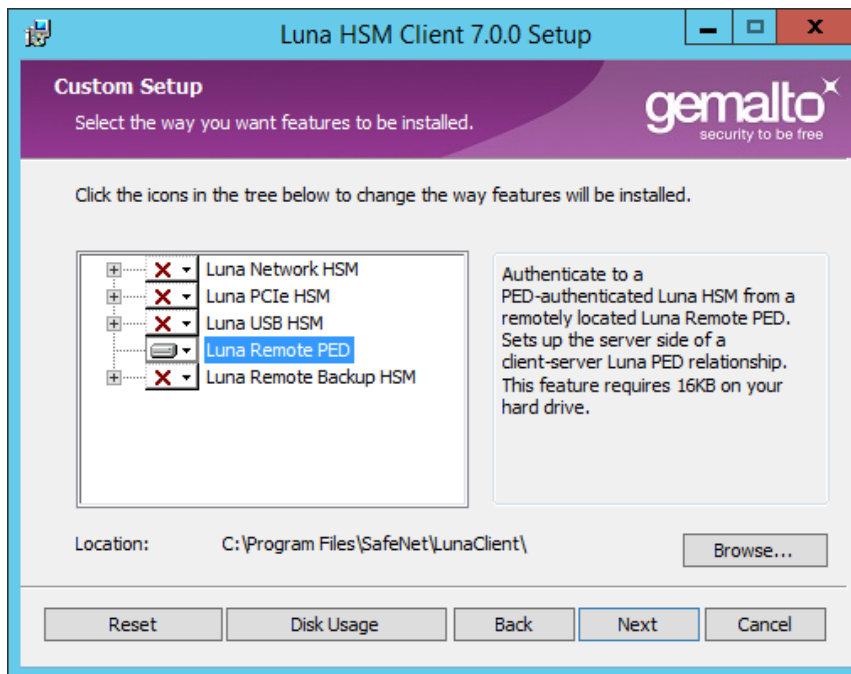 Luna HSM Client 7.0.0 Setup
Custom Setup
Select the way you want features to be installed.
gemalto
security to be free
Click the icons in the tree below to change the way features will be installed.
Luna Network HSM
Luna PCIe HSM
Luna USB HSM
Luna Remote PED
Luna Remote Backup HSM
Authenticate to a
PED-authenticated Luna HSM from a
remotely located Luna Remote PED.
Sets up the server side of a
client-server Luna PED relationship.
This feature requires 16KB on your
hard drive.
Location: C:\Program Files\SafeNet\LunaClient\
Browse...
Reset Disk Usage Back Next Cancel